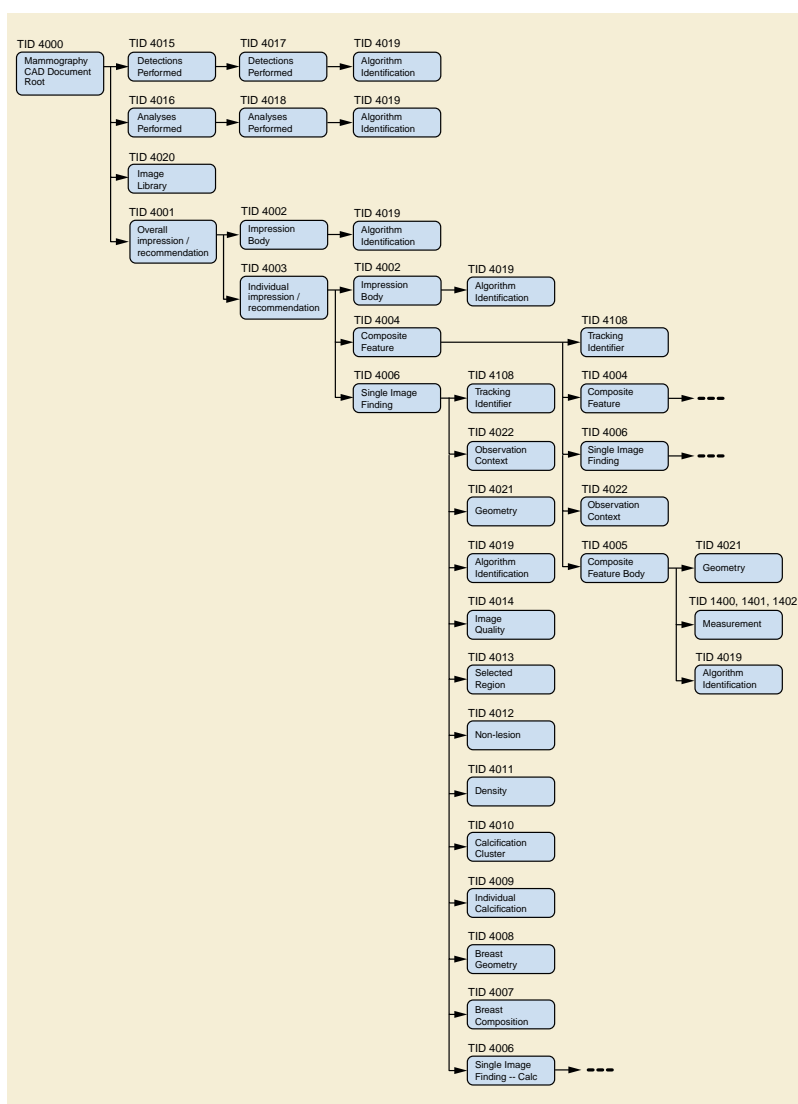 TID 4000
Mammography
CAD Document
Root
TID 4015
Detections
Performed
TID 4017
Detections
Performed
TID 4019
Algorithm
Identification
TID 4016
Analyses
Performed
TID 4018
Analyses
Performed
TID 4019
Algorithm
Identification
TID 4020
Image
Library
TID 4001
Overall
impression /
recommendation
TID 4002
Impression
Body
TID 4019
Algorithm
Identification
TID 4003
Individual
impression /
recommendation
TID 4002
Impression
Body
TID 4019
Algorithm
Identification
TID 4004
Composite
Feature
TID 4108
Tracking
Identifier
TID 4006
Single Image
Finding
TID 4108
Tracking
Identifier
TID 4004
Composite
Feature
TID 4022
Observation
Context
TID 4006
Single Image
Finding
TID 4021
Geometry
TID 4022
Observation
Context
TID 4019
Algorithm
Identification
TID 4005
Composite
Feature Body
TID 4021
Geometry
TID 4014
Image
Quality
TID 1400, 1401, 1402
Measurement
TID 4013
Selected
Region
TID 4019
Algorithm
Identification
TID 4012
Non-lesion
TID 4011
Density
TID 4010
Calcification
Cluster
TID 4009
Individual
Calcification
TID 4008
Breast
Geometry
TID 4007
Breast
Composition
TID 4006
Single Image
Finding -- Calc